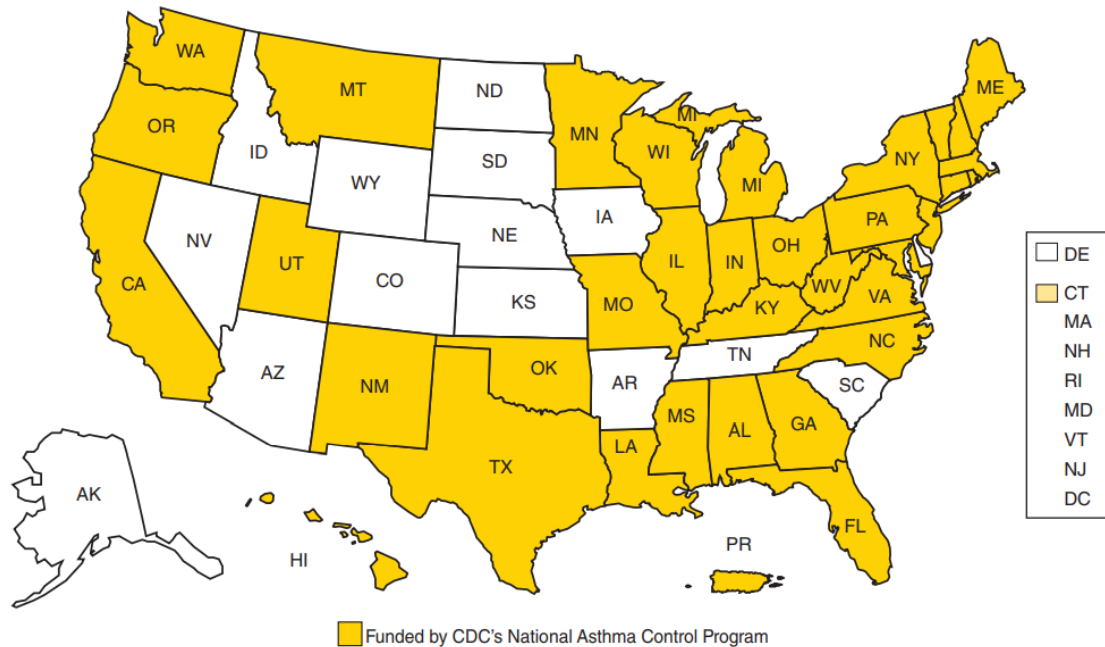 WA
MT
ND
ME
OR
MN
MI
ID
SD
WI
NY
WY
MI
IA
PA
NE
NV
OH
DE
UT
IL
IN
CA
CO
WV
CT
KS
MO
VA
KY
MA
NC
NH
TN
AZ
OK
NM
AR
SC
RI
MS
AL
GA
MD
LA
TX
VT
NJ
AK
DC
FL
PR
HI
Funded by CDC's National Asthma Control Program